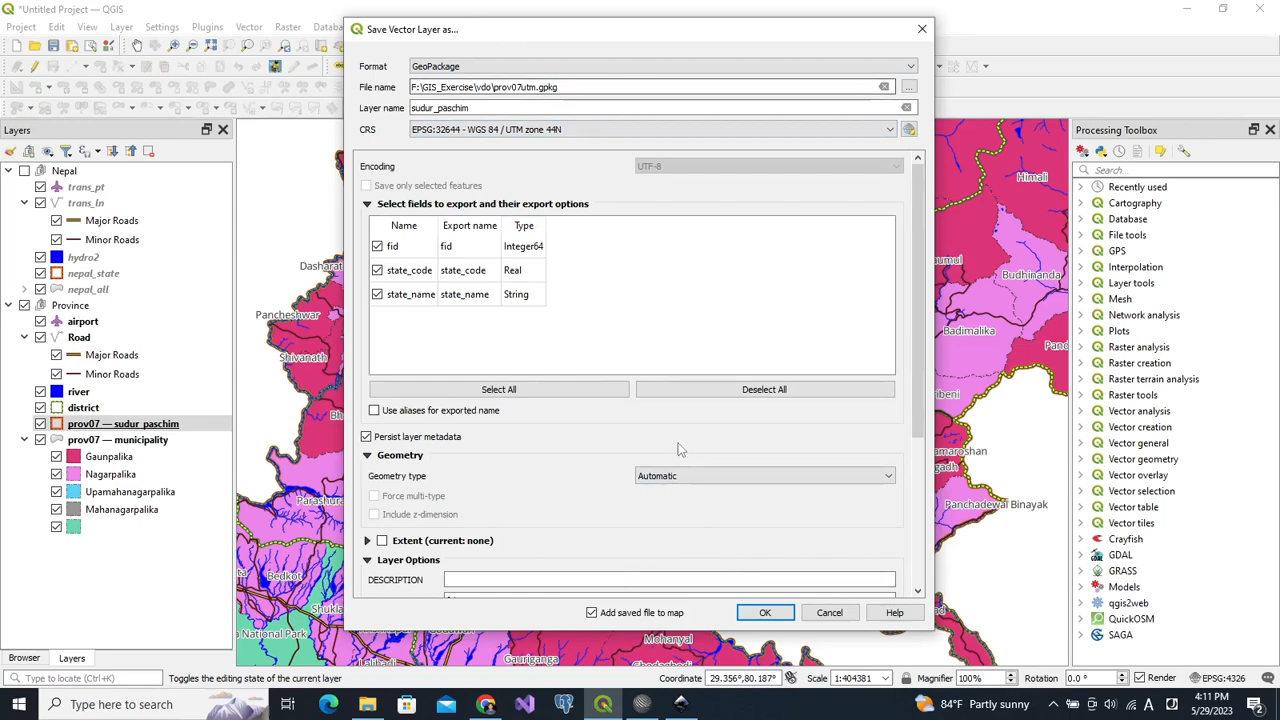 *Untitled Project — QGIS
Project Edit View Layer Settings Plugins Vector Raster Databa
Save Vector Layer as...
Format GeoPackage
File name F:\GIS_Exercise\vdo\prov07utm.gpkg ...
Layer name sudur_paschim
CRS EPSG:32644 - WGS 84 / UTM zone 44N
Encoding UTF-8
Save only selected features
Select fields to export and their export options
Name Export name Type
fid fid Integer64
state_code state_code Real
state_name state_name String
Select All Deselect All
Use aliases for exported name
Persist layer metadata
Geometry
Geometry type Automatic
Force multi-type
Include z-dimension
Extent (current: none)
Layer Options
DESCRIPTION
Add saved file to map OK Cancel Help
Layers
Nepal
trans_pt
trans_ln
Major Roads
Minor Roads
hydro2
nepal_state
nepal_all
Province
airport
Road
Major Roads
Minor Roads
river
district
prov07 — sudur_paschim
prov07 — municipality
Gaunpalika
Nagarpalika
Upamahanagarpalika
Mahanagarpalika
Browser Layers
Dasharat
Pancheshwar
Shivanath
Bh
Parashura
Bedkot
Shukla
National Park
Laljhadi
Gauriganga
Mohanyal
Himali
Budhinanda
Badimalika
Pand
Panchadewal Binayak
Processing Toolbox
Search...
Recently used
Cartography
Database
File tools
GPS
Interpolation
Layer tools
Mesh
Network analysis
Plots
Raster analysis
Raster creation
Raster terrain analysis
Raster tools
Vector analysis
Vector creation
Vector general
Vector geometry
Vector overlay
Vector selection
Vector table
Vector tiles
Crayfish
GDAL
GRASS
Models
qgis2web
QuickOSM
SAGA
Type to locate (Ctrl+K) Toggles the editing state of the current layer Coordinate 29.356°,80.187° Scale 1:404381 Magnifier 100% Rotation 0.0 ° Render EPSG:4326
Type here to search 84°F Partly sunny 4:11 PM
5/29/2023